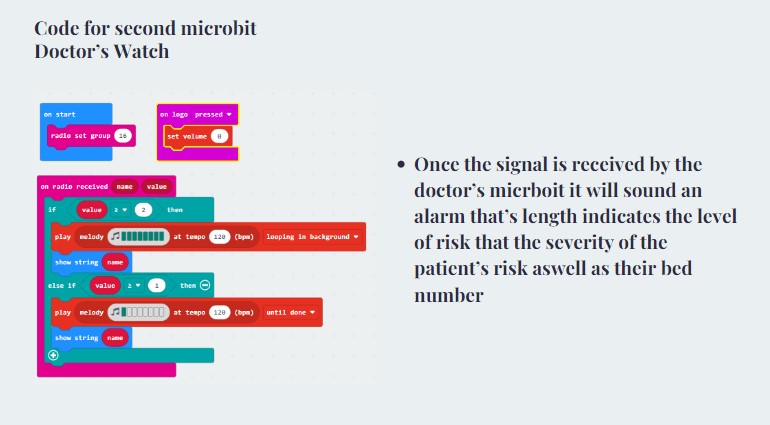 Code for second microbit
Doctor's Watch
on start
radio set group 16
on logo pressed
set volume 0
on radio received name value
if value ≥ 2 then
play melody at tempo 120 (bpm) looping in background
show string name
else if value ≥ 1 then
play melody at tempo 120 (bpm) until done
show string name
• Once the signal is received by the
doctor's micrboit it will sound an
alarm that's length indicates the level
of risk that the severity of the
patient's risk aswell as their bed
number